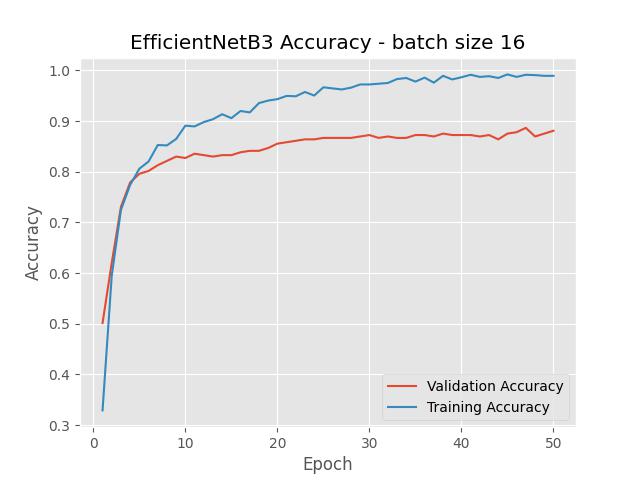 EfficientNetB3 Accuracy - batch size 16
1.0
0.9
0.8
0.7
0.6
0.5
0.4
0.3
Accuracy
Validation Accuracy
Training Accuracy
0 10 20 30 40 50
Epoch